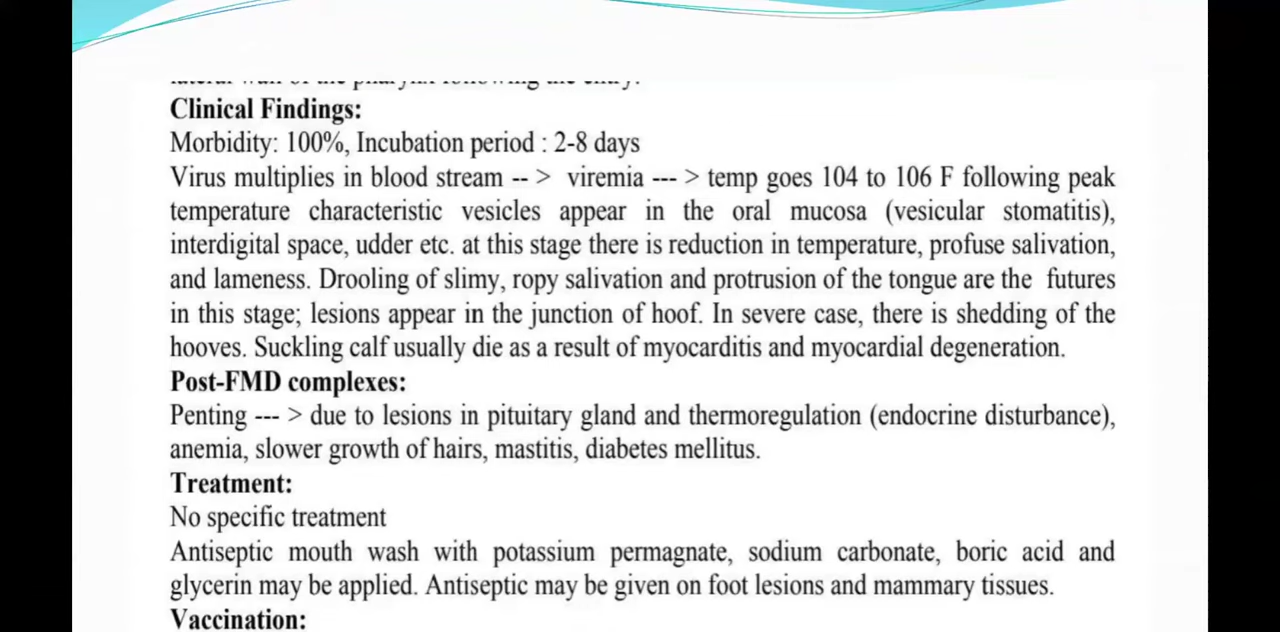 Clinical Findings:
Morbidity: 100%, Incubation period : 2-8 days
Virus multiplies in blood stream -- > viremia --- > temp goes 104 to 106 F following peak
temperature characteristic vesicles appear in the oral mucosa (vesicular stomatitis),
interdigital space, udder etc. at this stage there is reduction in temperature, profuse salivation,
and lameness. Drooling of slimy, ropy salivation and protrusion of the tongue are the futures
in this stage; lesions appear in the junction of hoof. In severe case, there is shedding of the
hooves. Suckling calf usually die as a result of myocarditis and myocardial degeneration.
Post-FMD complexes:
Penting --- > due to lesions in pituitary gland and thermoregulation (endocrine disturbance),
anemia, slower growth of hairs, mastitis, diabetes mellitus.
Treatment:
No specific treatment
Antiseptic mouth wash with potassium permagnate, sodium carbonate, boric acid and
glycerin may be applied. Antiseptic may be given on foot lesions and mammary tissues.
Vaccination: